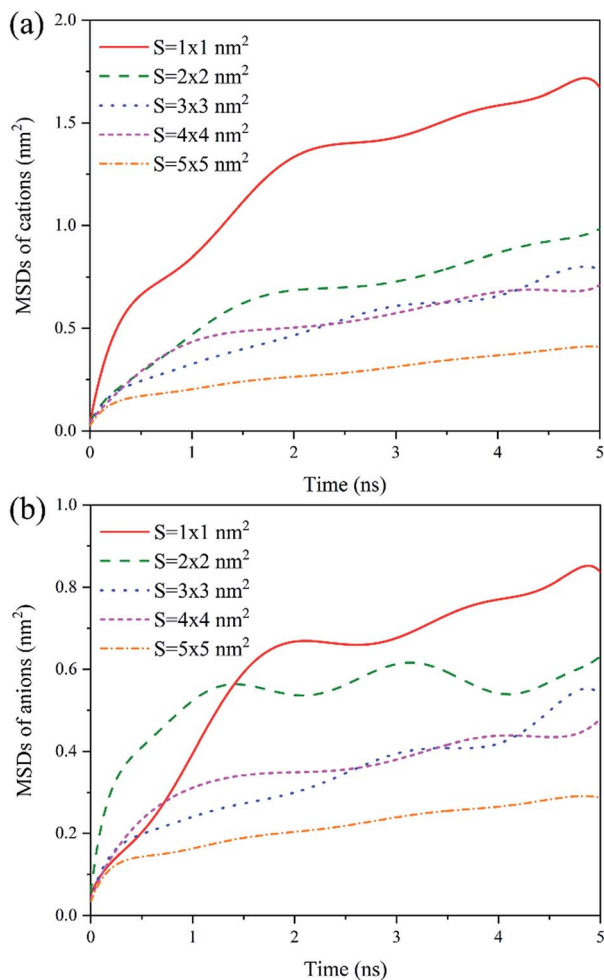 (a)
2.0
1.5
1.0
0.5
0.0
MSDs of cations (nm²)
S=1x1 nm²
S=2x2 nm²
S=3x3 nm²
S=4x4 nm²
S=5x5 nm²
0 1 2 3 4 5
Time (ns)
(b)
1.0
0.8
0.6
0.4
0.2
0.0
MSDs of anions (nm²)
S=1x1 nm²
S=2x2 nm²
S=3x3 nm²
S=4x4 nm²
S=5x5 nm²
0 1 2 3 4 5
Time (ns)